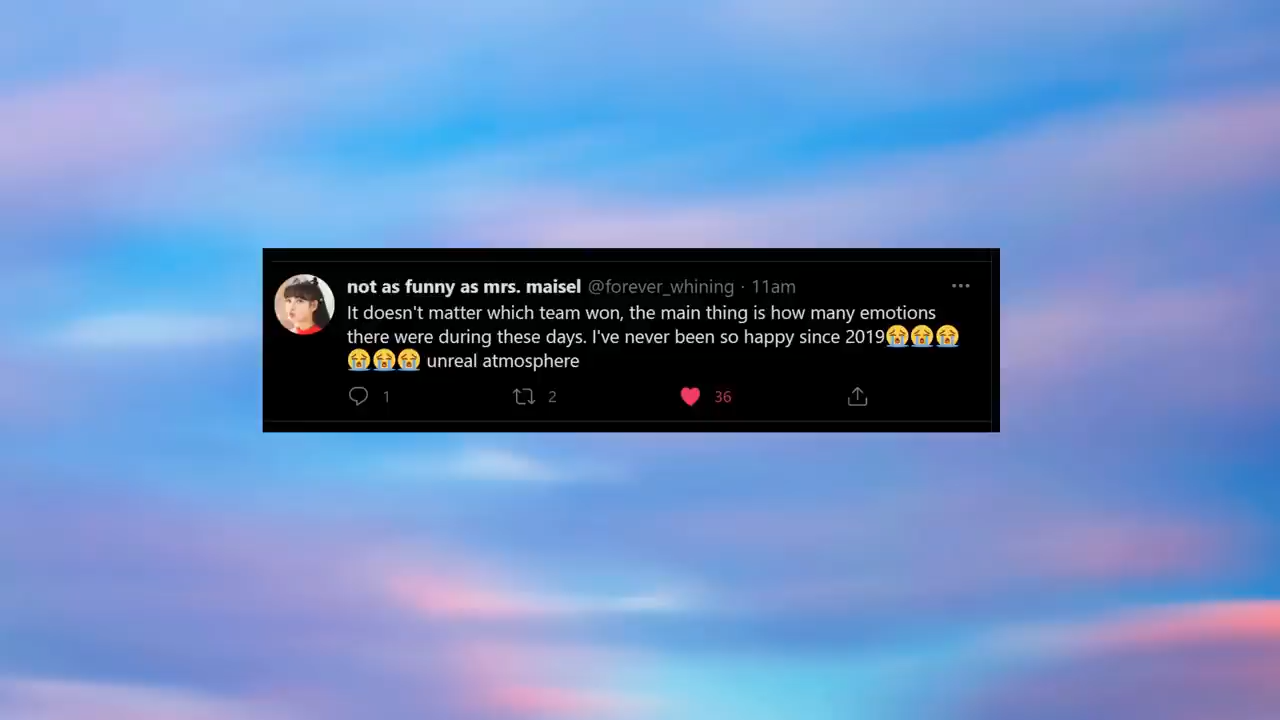 not as funny as mrs. maisel @forever_whining · 11am
It doesn't matter which team won, the main thing is how many emotions
there were during these days. I've never been so happy since 2019😭😭😭
😭😭😭 unreal atmosphere
1 2 36